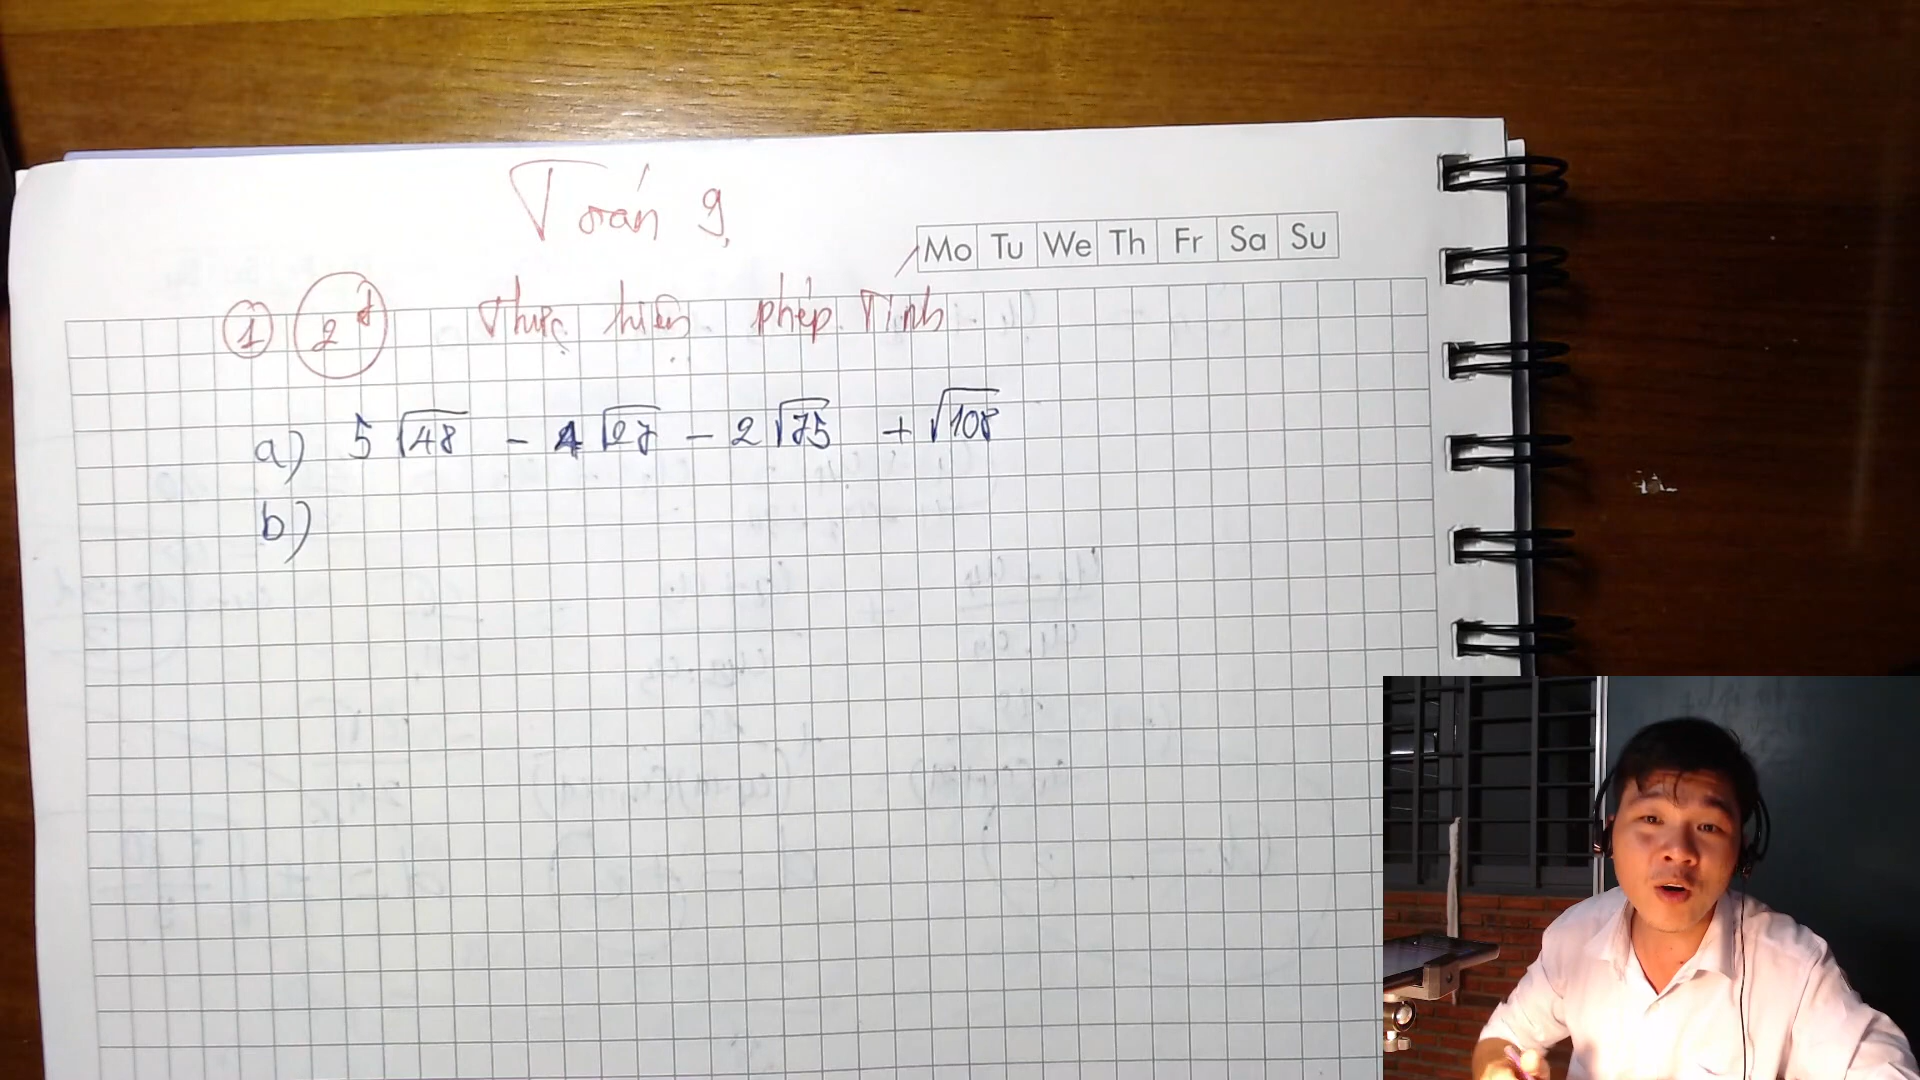 Toán 9
Mo Tu We Th Fr Sa Su
1 2đ Thực hiện phép Tính
a) 5√48 - 4√27 - 2√75 + √108
b)